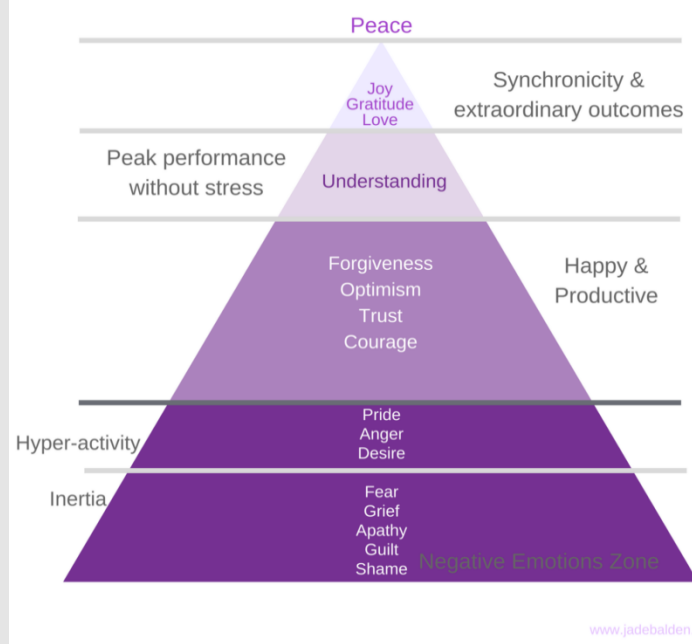 Peace
Joy
Gratitude
Love
Synchronicity &
extraordinary outcomes
Peak performance
without stress
Understanding
Forgiveness
Optimism
Trust
Courage
Happy &
Productive
Pride
Anger
Desire
Hyper-activity
Inertia
Fear
Grief
Apathy
Guilt
Shame
Negative Emotions Zone
www.jadebalden